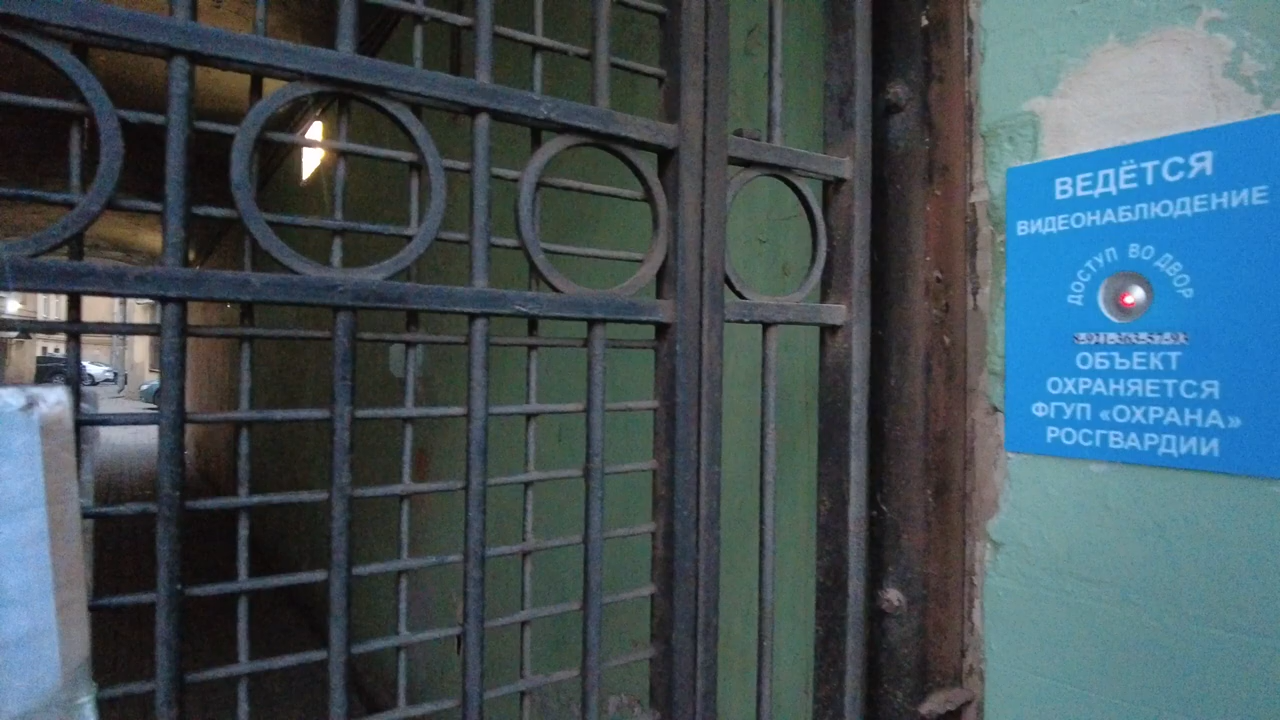 ВЕДЁТСЯ
ВИДЕОНАБЛЮДЕНИЕ
ДОСТУП ВО ДВОР
ОБЪЕКТ
ОХРАНЯЕТСЯ
ФГУП «ОХРАНА»
РОСГВАРДИИ